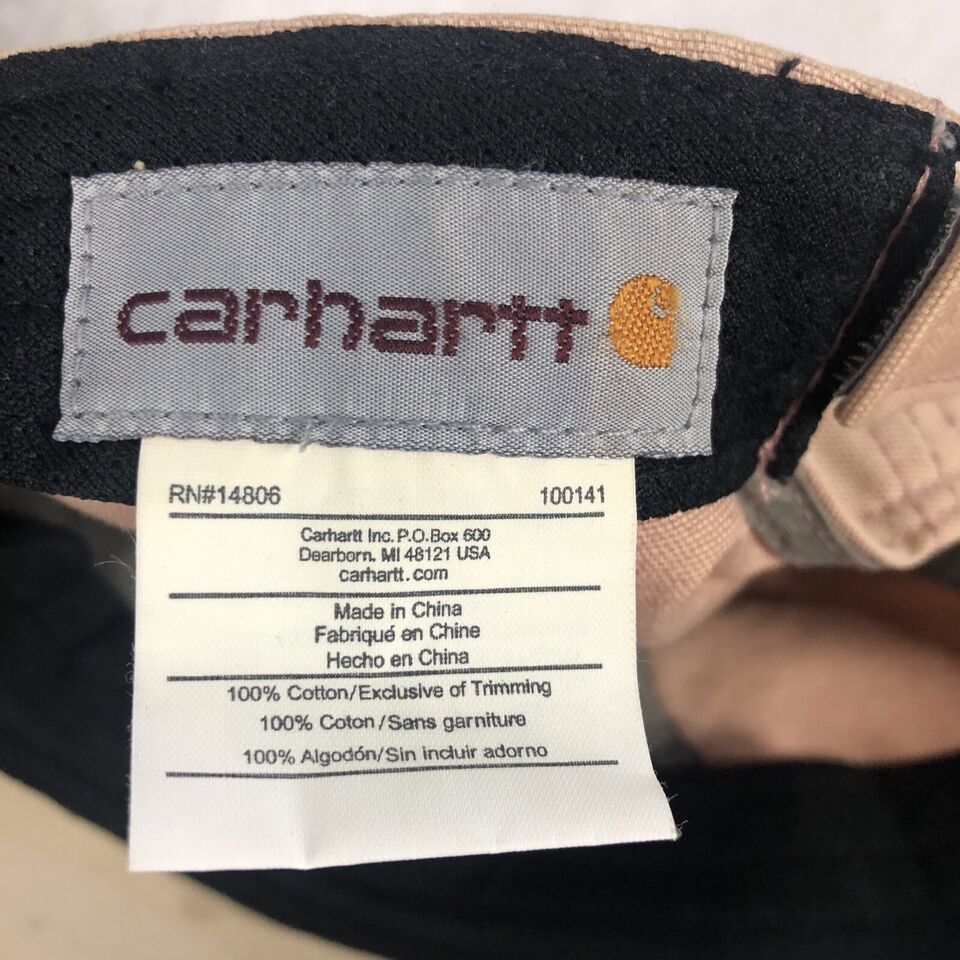 carhartt
RN#14806 100141
Carhartt Inc. P.O.Box 600
Dearborn. MI 48121 USA
carhartt.com
Made in China
Fabriqué en Chine
Hecho en China
100% Cotton/Exclusive of Trimming
100% Coton/Sans garniture
100% Algodón/Sin incluir adorno